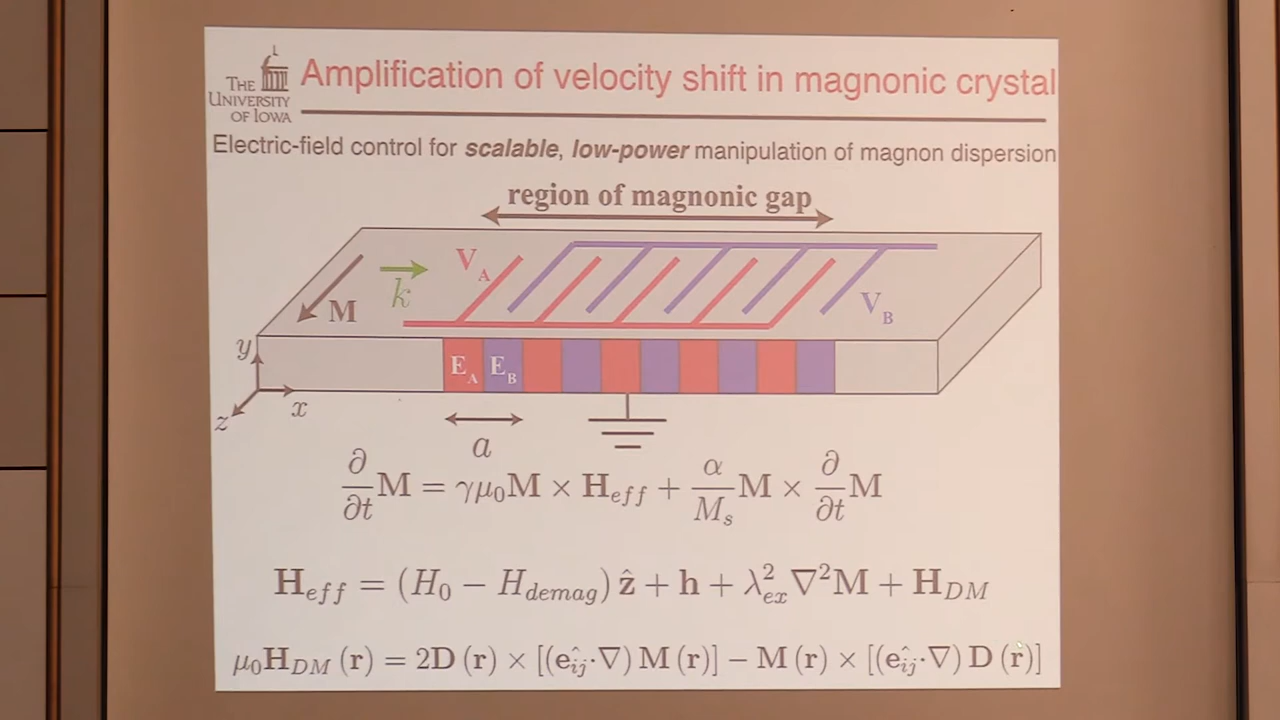 THE
UNIVERSITY
OF IOWA
Amplification of velocity shift in magnonic crystal
Electric-field control for scalable, low-power manipulation of magnon dispersion
region of magnonic gap
V_A
k
M
V_B
y
E_A E_B
x
z
a
∂/∂t M = γμ₀M × H_eff + α/M_s M × ∂/∂t M
H_eff = (H₀ − H_demag) ẑ + h + λ²_ex ∇²M + H_DM
μ₀H_DM (r) = 2D (r) × [(ê_ij·∇) M (r)] − M (r) × [(ê_ij·∇) D (r)]